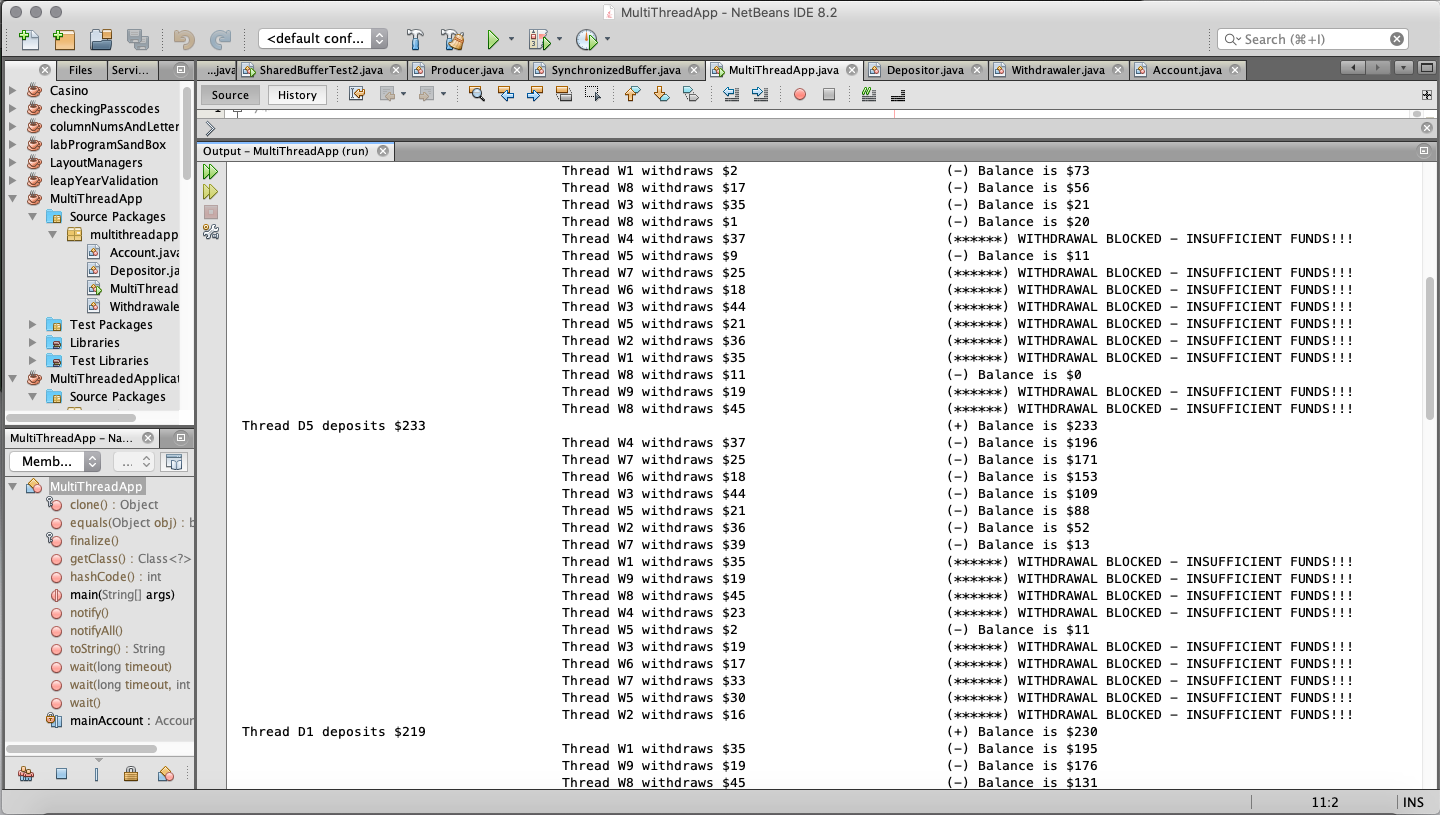 MultiThreadApp - NetBeans IDE 8.2
<default conf...
Search (⌘+I)
Files
Servi...
...java
SharedBufferTest2.java
Producer.java
SynchronizedBuffer.java
MultiThreadApp.java
Depositor.java
Withdrawaler.java
Account.java
Source
History
Casino
checkingPasscodes
columnNumsAndLetter
labProgramSandBox
LayoutManagers
leapYearValidation
MultiThreadApp
Source Packages
multithreadapp
Account.java
Depositor.ja
MultiThread
Withdrawale
Test Packages
Libraries
Test Libraries
MultiThreadedApplicat
Source Packages
MultiThreadApp - Na...
Memb...
...
MultiThreadApp
clone() : Object
equals(Object obj) : b
finalize()
getClass() : Class<?>
hashCode() : int
main(String[] args)
notify()
notifyAll()
toString() : String
wait(long timeout)
wait(long timeout, int
wait()
mainAccount : Accour
Output - MultiThreadApp (run)
Thread W1 withdraws $2 (-) Balance is $73
Thread W8 withdraws $17 (-) Balance is $56
Thread W3 withdraws $35 (-) Balance is $21
Thread W8 withdraws $1 (-) Balance is $20
Thread W4 withdraws $37 (******) WITHDRAWAL BLOCKED - INSUFFICIENT FUNDS!!!
Thread W5 withdraws $9 (-) Balance is $11
Thread W7 withdraws $25 (******) WITHDRAWAL BLOCKED - INSUFFICIENT FUNDS!!!
Thread W6 withdraws $18 (******) WITHDRAWAL BLOCKED - INSUFFICIENT FUNDS!!!
Thread W3 withdraws $44 (******) WITHDRAWAL BLOCKED - INSUFFICIENT FUNDS!!!
Thread W5 withdraws $21 (******) WITHDRAWAL BLOCKED - INSUFFICIENT FUNDS!!!
Thread W2 withdraws $36 (******) WITHDRAWAL BLOCKED - INSUFFICIENT FUNDS!!!
Thread W1 withdraws $35 (******) WITHDRAWAL BLOCKED - INSUFFICIENT FUNDS!!!
Thread W8 withdraws $11 (-) Balance is $0
Thread W9 withdraws $19 (******) WITHDRAWAL BLOCKED - INSUFFICIENT FUNDS!!!
Thread W8 withdraws $45 (******) WITHDRAWAL BLOCKED - INSUFFICIENT FUNDS!!!
Thread D5 deposits $233 (+) Balance is $233
Thread W4 withdraws $37 (-) Balance is $196
Thread W7 withdraws $25 (-) Balance is $171
Thread W6 withdraws $18 (-) Balance is $153
Thread W3 withdraws $44 (-) Balance is $109
Thread W5 withdraws $21 (-) Balance is $88
Thread W2 withdraws $36 (-) Balance is $52
Thread W7 withdraws $39 (-) Balance is $13
Thread W1 withdraws $35 (******) WITHDRAWAL BLOCKED - INSUFFICIENT FUNDS!!!
Thread W9 withdraws $19 (******) WITHDRAWAL BLOCKED - INSUFFICIENT FUNDS!!!
Thread W8 withdraws $45 (******) WITHDRAWAL BLOCKED - INSUFFICIENT FUNDS!!!
Thread W4 withdraws $23 (******) WITHDRAWAL BLOCKED - INSUFFICIENT FUNDS!!!
Thread W5 withdraws $2 (-) Balance is $11
Thread W3 withdraws $19 (******) WITHDRAWAL BLOCKED - INSUFFICIENT FUNDS!!!
Thread W6 withdraws $17 (******) WITHDRAWAL BLOCKED - INSUFFICIENT FUNDS!!!
Thread W7 withdraws $33 (******) WITHDRAWAL BLOCKED - INSUFFICIENT FUNDS!!!
Thread W5 withdraws $30 (******) WITHDRAWAL BLOCKED - INSUFFICIENT FUNDS!!!
Thread W2 withdraws $16 (******) WITHDRAWAL BLOCKED - INSUFFICIENT FUNDS!!!
Thread D1 deposits $219 (+) Balance is $230
Thread W1 withdraws $35 (-) Balance is $195
Thread W9 withdraws $19 (-) Balance is $176
Thread W8 withdraws $45 (-) Balance is $131
11:2
INS